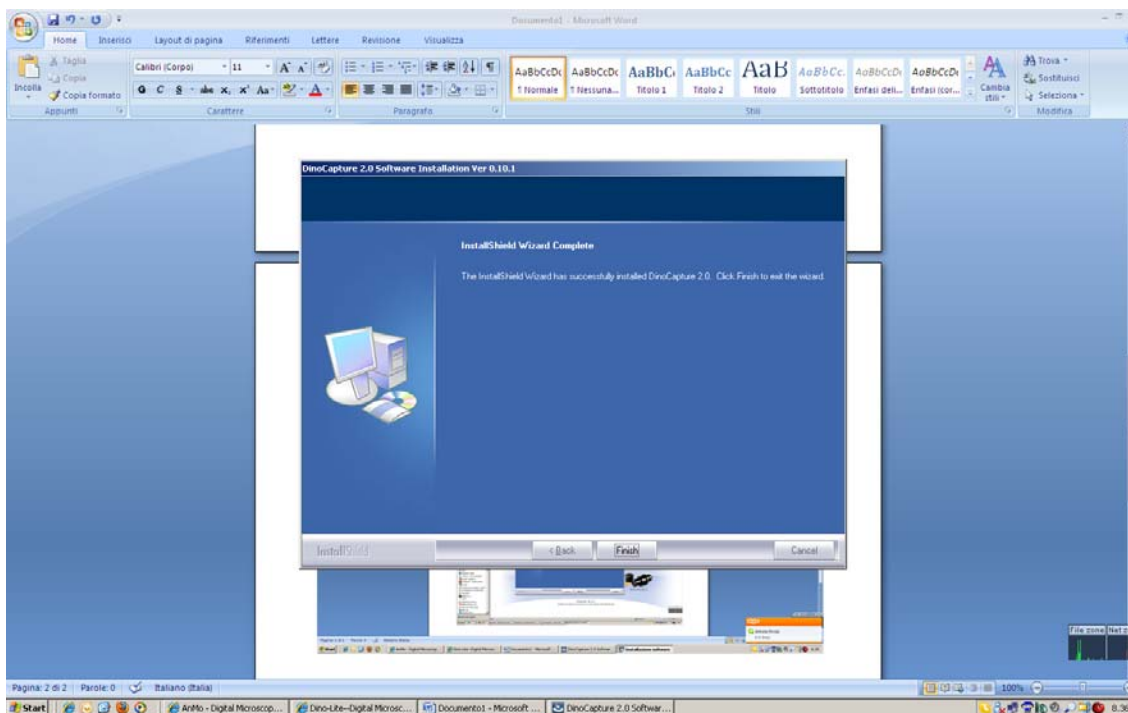 Documento1 - Microsoft Word
Home Inserisci Layout di pagina Riferimenti Lettere Revisione Visualizza
Taglia
Copia
Copia formato
Incolla
Calibri (Corpo) 11
AaBbCcDc AaBbCcDc AaBbC AaBbCc AaB AaBbCc. AaBbCcDc AaBbCcDc
¶ Normale ¶ Nessuna... Titolo 1 Titolo 2 Titolo Sottotitolo Enfasi deli... Enfasi (cor...
Cambia
stili
Trova
Sostituisci
Seleziona
Appunti Carattere Paragrafo Stili Modifica
DinoCapture 2.0 Software Installation Ver 0.10.1
InstallShield Wizard Complete
The InstallShield Wizard has successfully installed DinoCapture 2.0. Click Finish to exit the wizard.
InstallShield
< Back Finish Cancel
File zone Net
Pagina: 2 di 2 Parole: 0 Italiano (Italia) 100%
Start AnMo - Digital Microscop... Dino-Lite--Digital Microsc... Documento1 - Microsoft ... DinoCapture 2.0 Softwar... 8.36